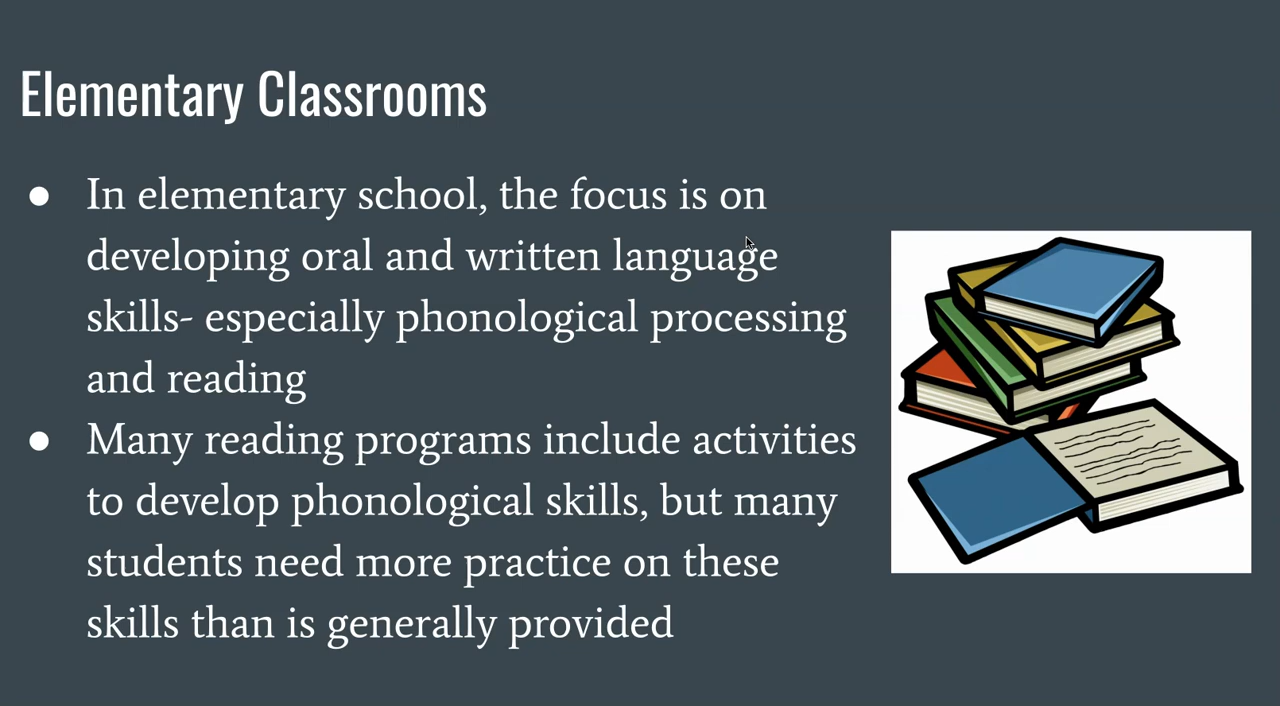 Elementary Classrooms
● In elementary school, the focus is on
developing oral and written language
skills- especially phonological processing
and reading
● Many reading programs include activities
to develop phonological skills, but many
students need more practice on these
skills than is generally provided